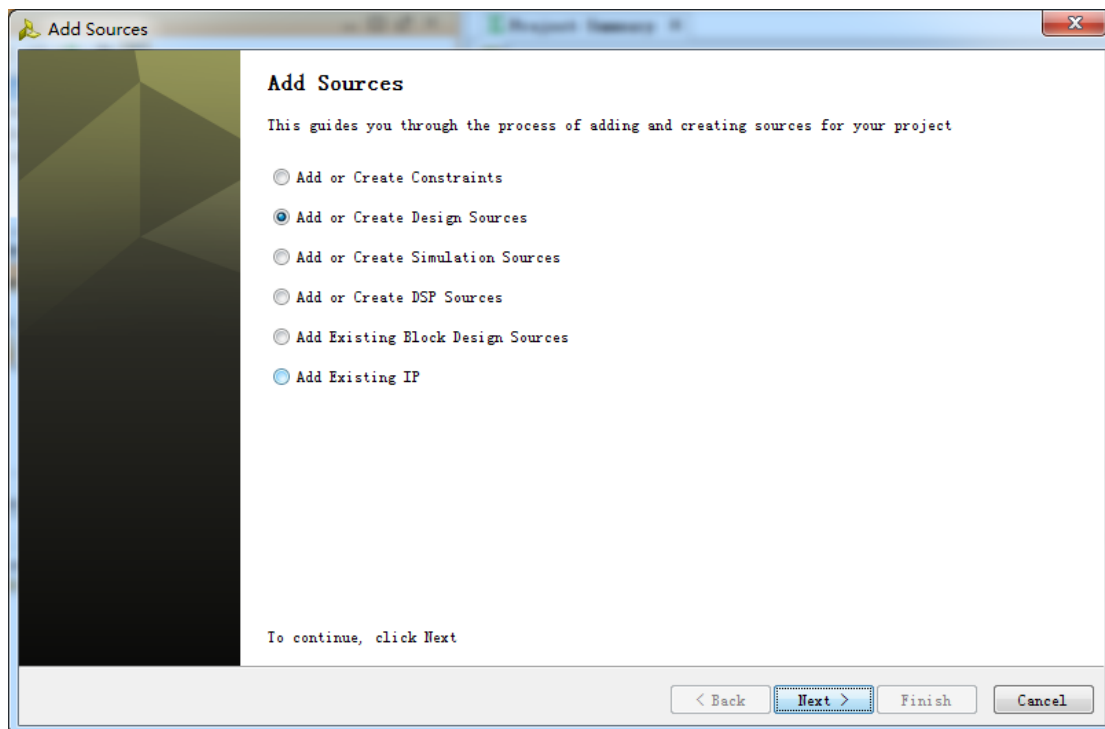 Add Sources
Project Summary
Add Sources
This guides you through the process of adding and creating sources for your project
Add or Create Constraints
Add or Create Design Sources
Add or Create Simulation Sources
Add or Create DSP Sources
Add Existing Block Design Sources
Add Existing IP
To continue, click Next
< Back
Next >
Finish
Cancel